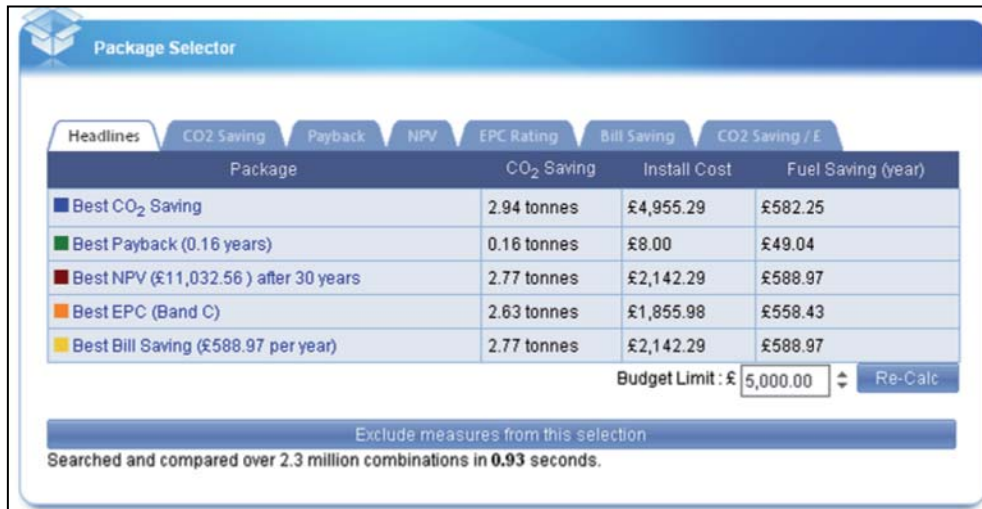 Package Selector
Headlines CO2 Saving Payback NPV EPC Rating Bill Saving CO2 Saving / £
Package CO₂ Saving Install Cost Fuel Saving (year)
Best CO₂ Saving 2.94 tonnes £4,955.29 £582.25
Best Payback (0.16 years) 0.16 tonnes £8.00 £49.04
Best NPV (£11,032.56 ) after 30 years 2.77 tonnes £2,142.29 £588.97
Best EPC (Band C) 2.63 tonnes £1,855.98 £558.43
Best Bill Saving (£588.97 per year) 2.77 tonnes £2,142.29 £588.97
Budget Limit : £ 5,000.00 Re-Calc
Exclude measures from this selection
Searched and compared over 2.3 million combinations in 0.93 seconds.